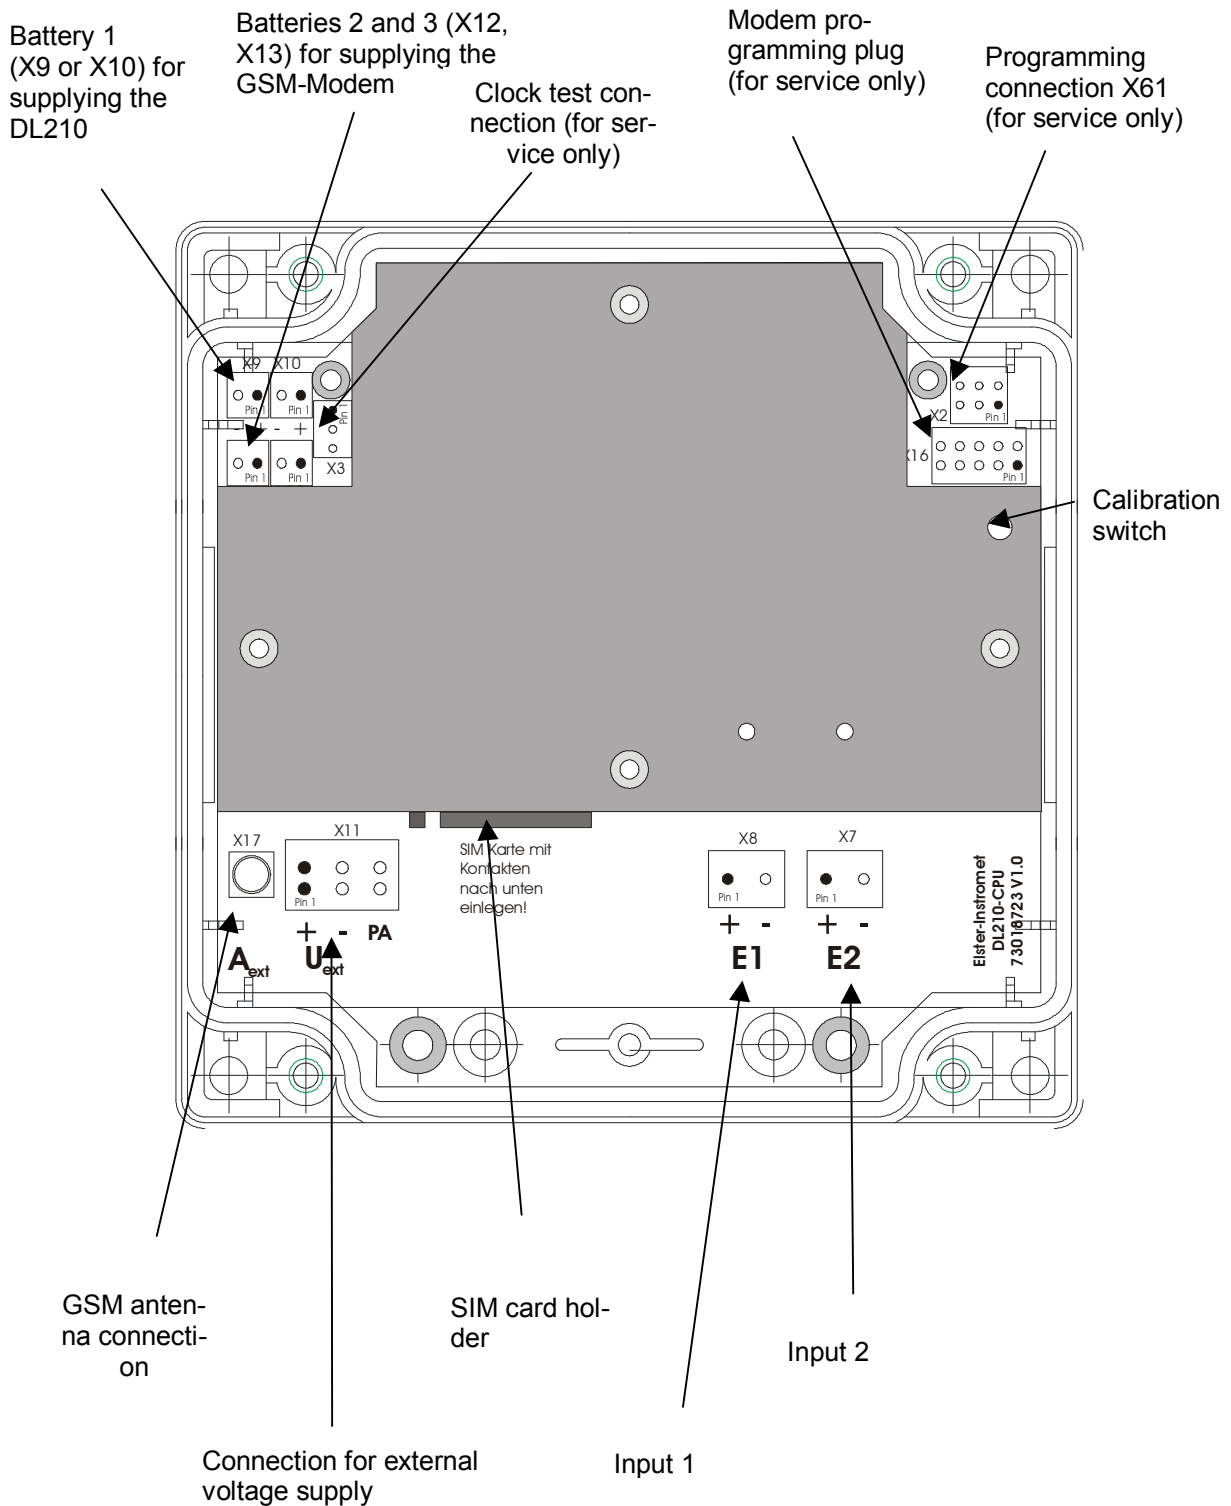 Battery 1
(X9 or X10) for
supplying the
DL210
Batteries 2 and 3 (X12,
X13) for supplying the
GSM-Modem
Clock test con-
nection (for ser-
vice only)
Modem pro-
gramming plug
(for service only)
Programming
connection X61
(for service only)
X9
X10
Pin 1
Pin 1
Pin 1
- + - +
Pin 1
Pin 1
X3
X2
Pin 1
X16
Pin 1
Calibration
switch
X17
X11
Pin 1
+ - PA
Aext
Uext
SIM Karte mit
Kontakten
nach unten
einlegen!
X8
Pin 1
+ -
E1
X7
Pin 1
+ -
E2
Elster-Instromet
DL210-CPU
73016723 V1.0
GSM anten-
na connecti-
on
SIM card hol-
der
Input 2
Connection for external
voltage supply
Input 1